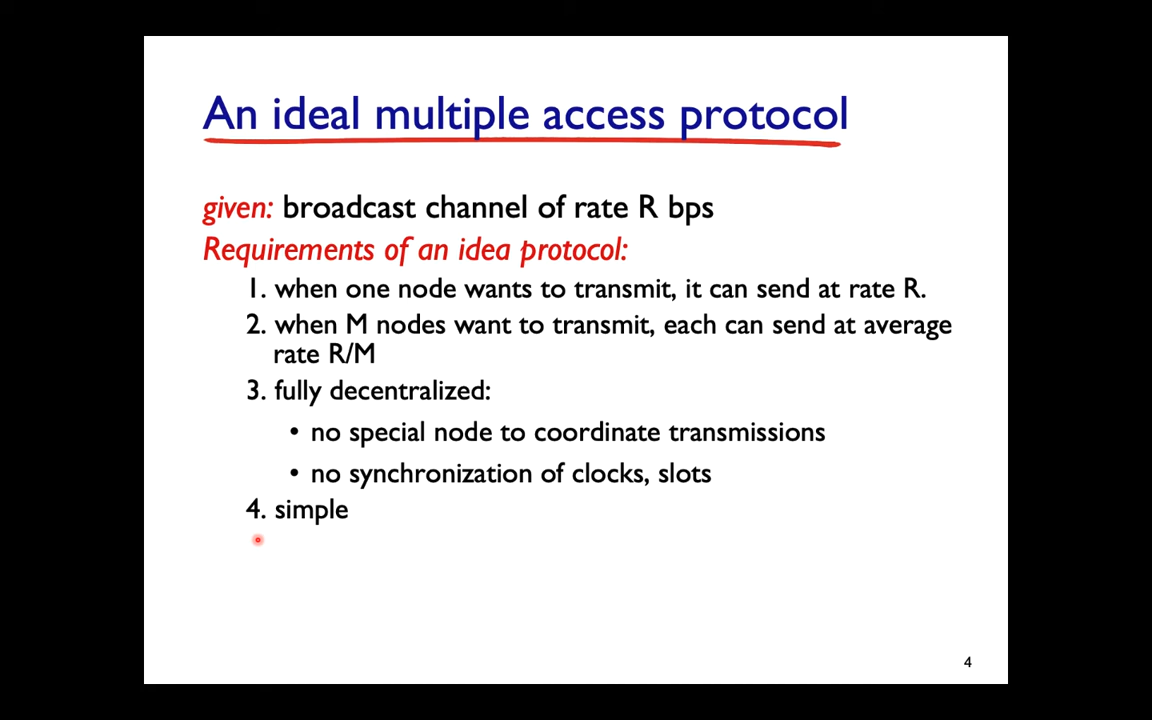 An ideal multiple access protocol
given: broadcast channel of rate R bps
Requirements of an idea protocol:
1. when one node wants to transmit, it can send at rate R.
2. when M nodes want to transmit, each can send at average
rate R/M
3. fully decentralized:
• no special node to coordinate transmissions
• no synchronization of clocks, slots
4. simple
4